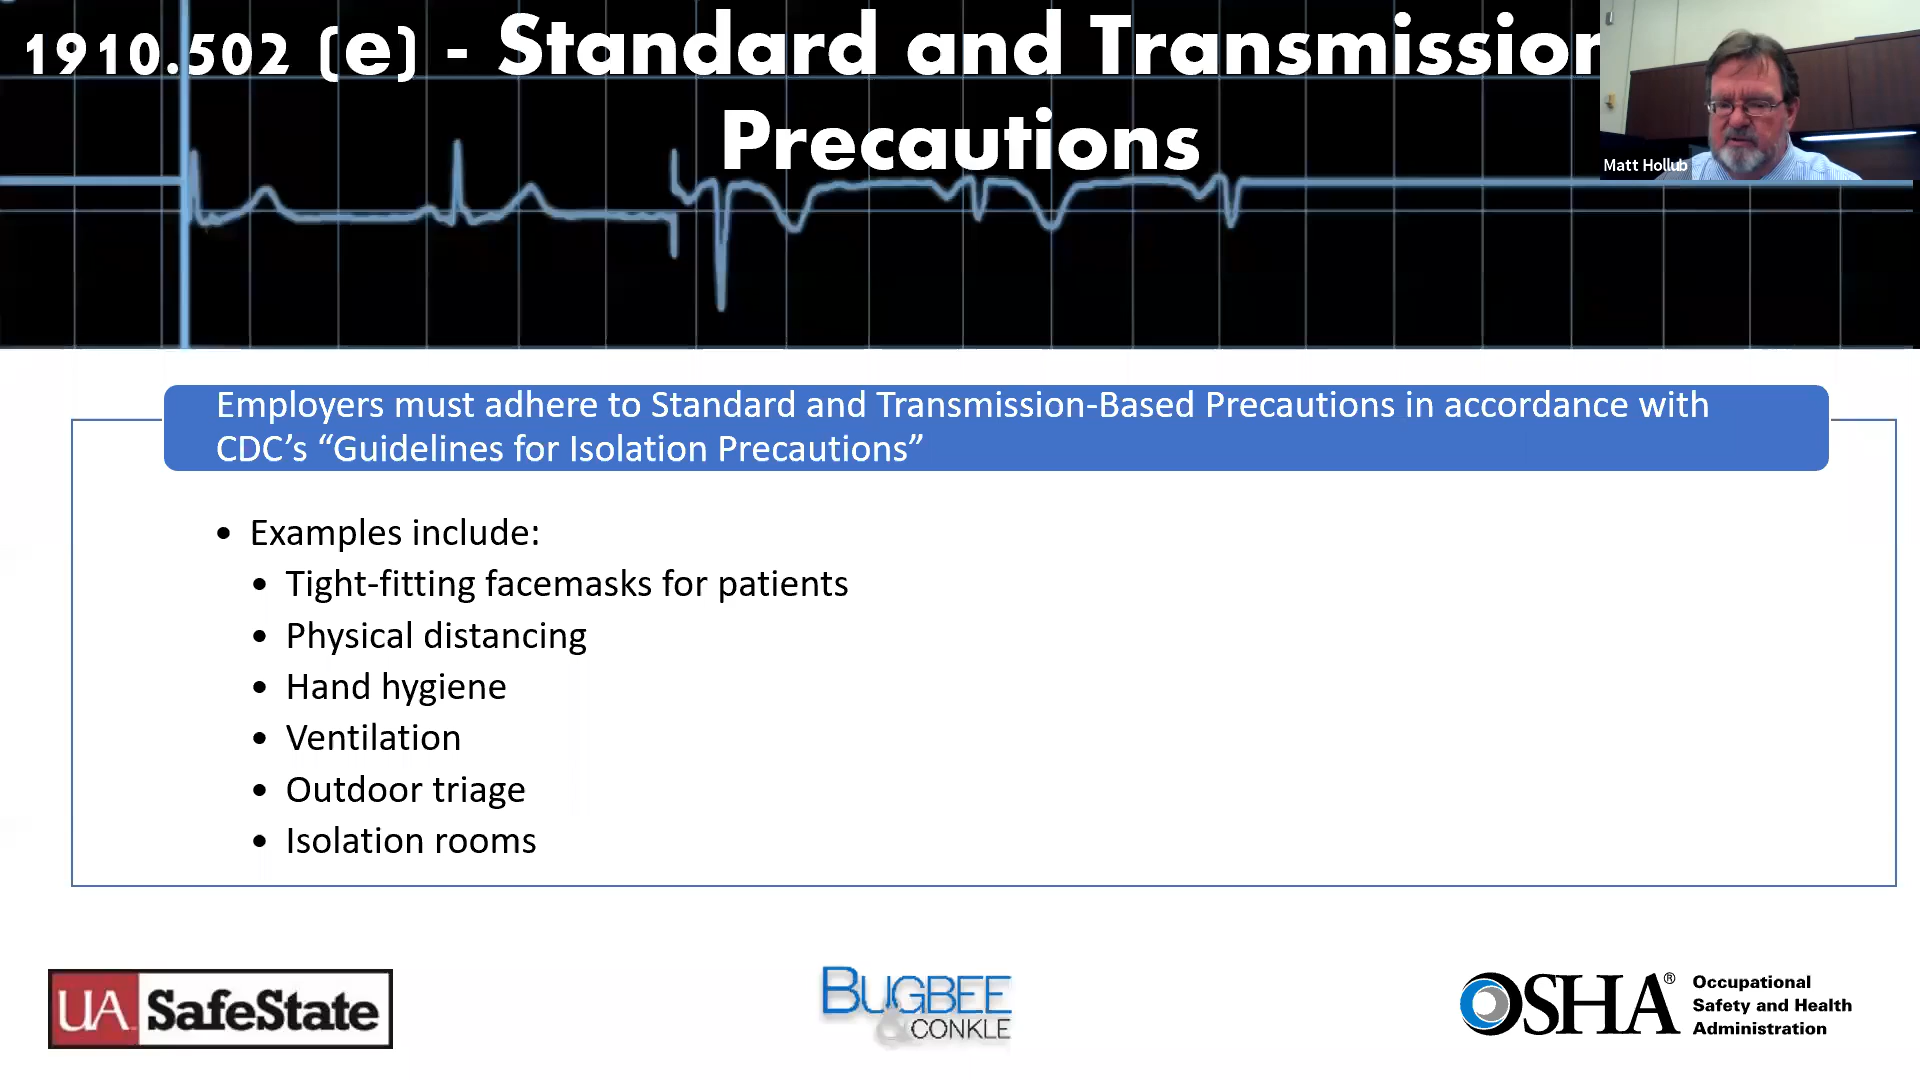 1910.502 (e) - Standard and Transmission
Precautions
Matt Hollub
Employers must adhere to Standard and Transmission-Based Precautions in accordance with
CDC’s “Guidelines for Isolation Precautions”
• Examples include:
• Tight-fitting facemasks for patients
• Physical distancing
• Hand hygiene
• Ventilation
• Outdoor triage
• Isolation rooms
UA SafeState
BUGBEE
& CONKLE
OSHA®
Occupational
Safety and Health
Administration